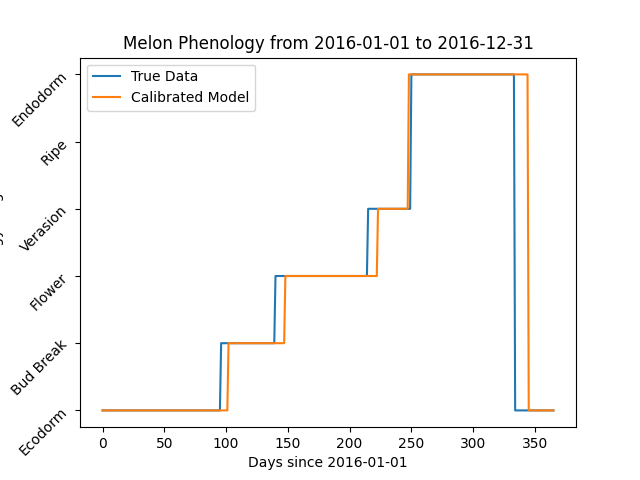 Melon Phenology from 2016-01-01 to 2016-12-31
True Data
Calibrated Model
Endodorm
Ripe
Verasion
Flower
Bud Break
Ecodorm
0 50 100 150 200 250 300 350
Days since 2016-01-01